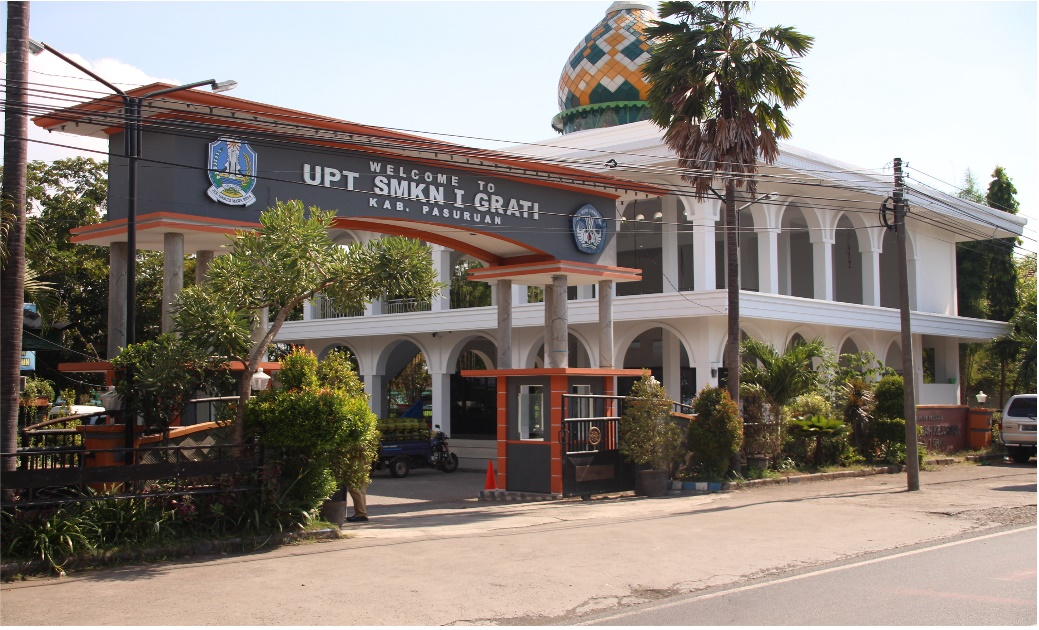 WELCOME TO
UPT SMKN I GRATI
KAB. PASURUAN